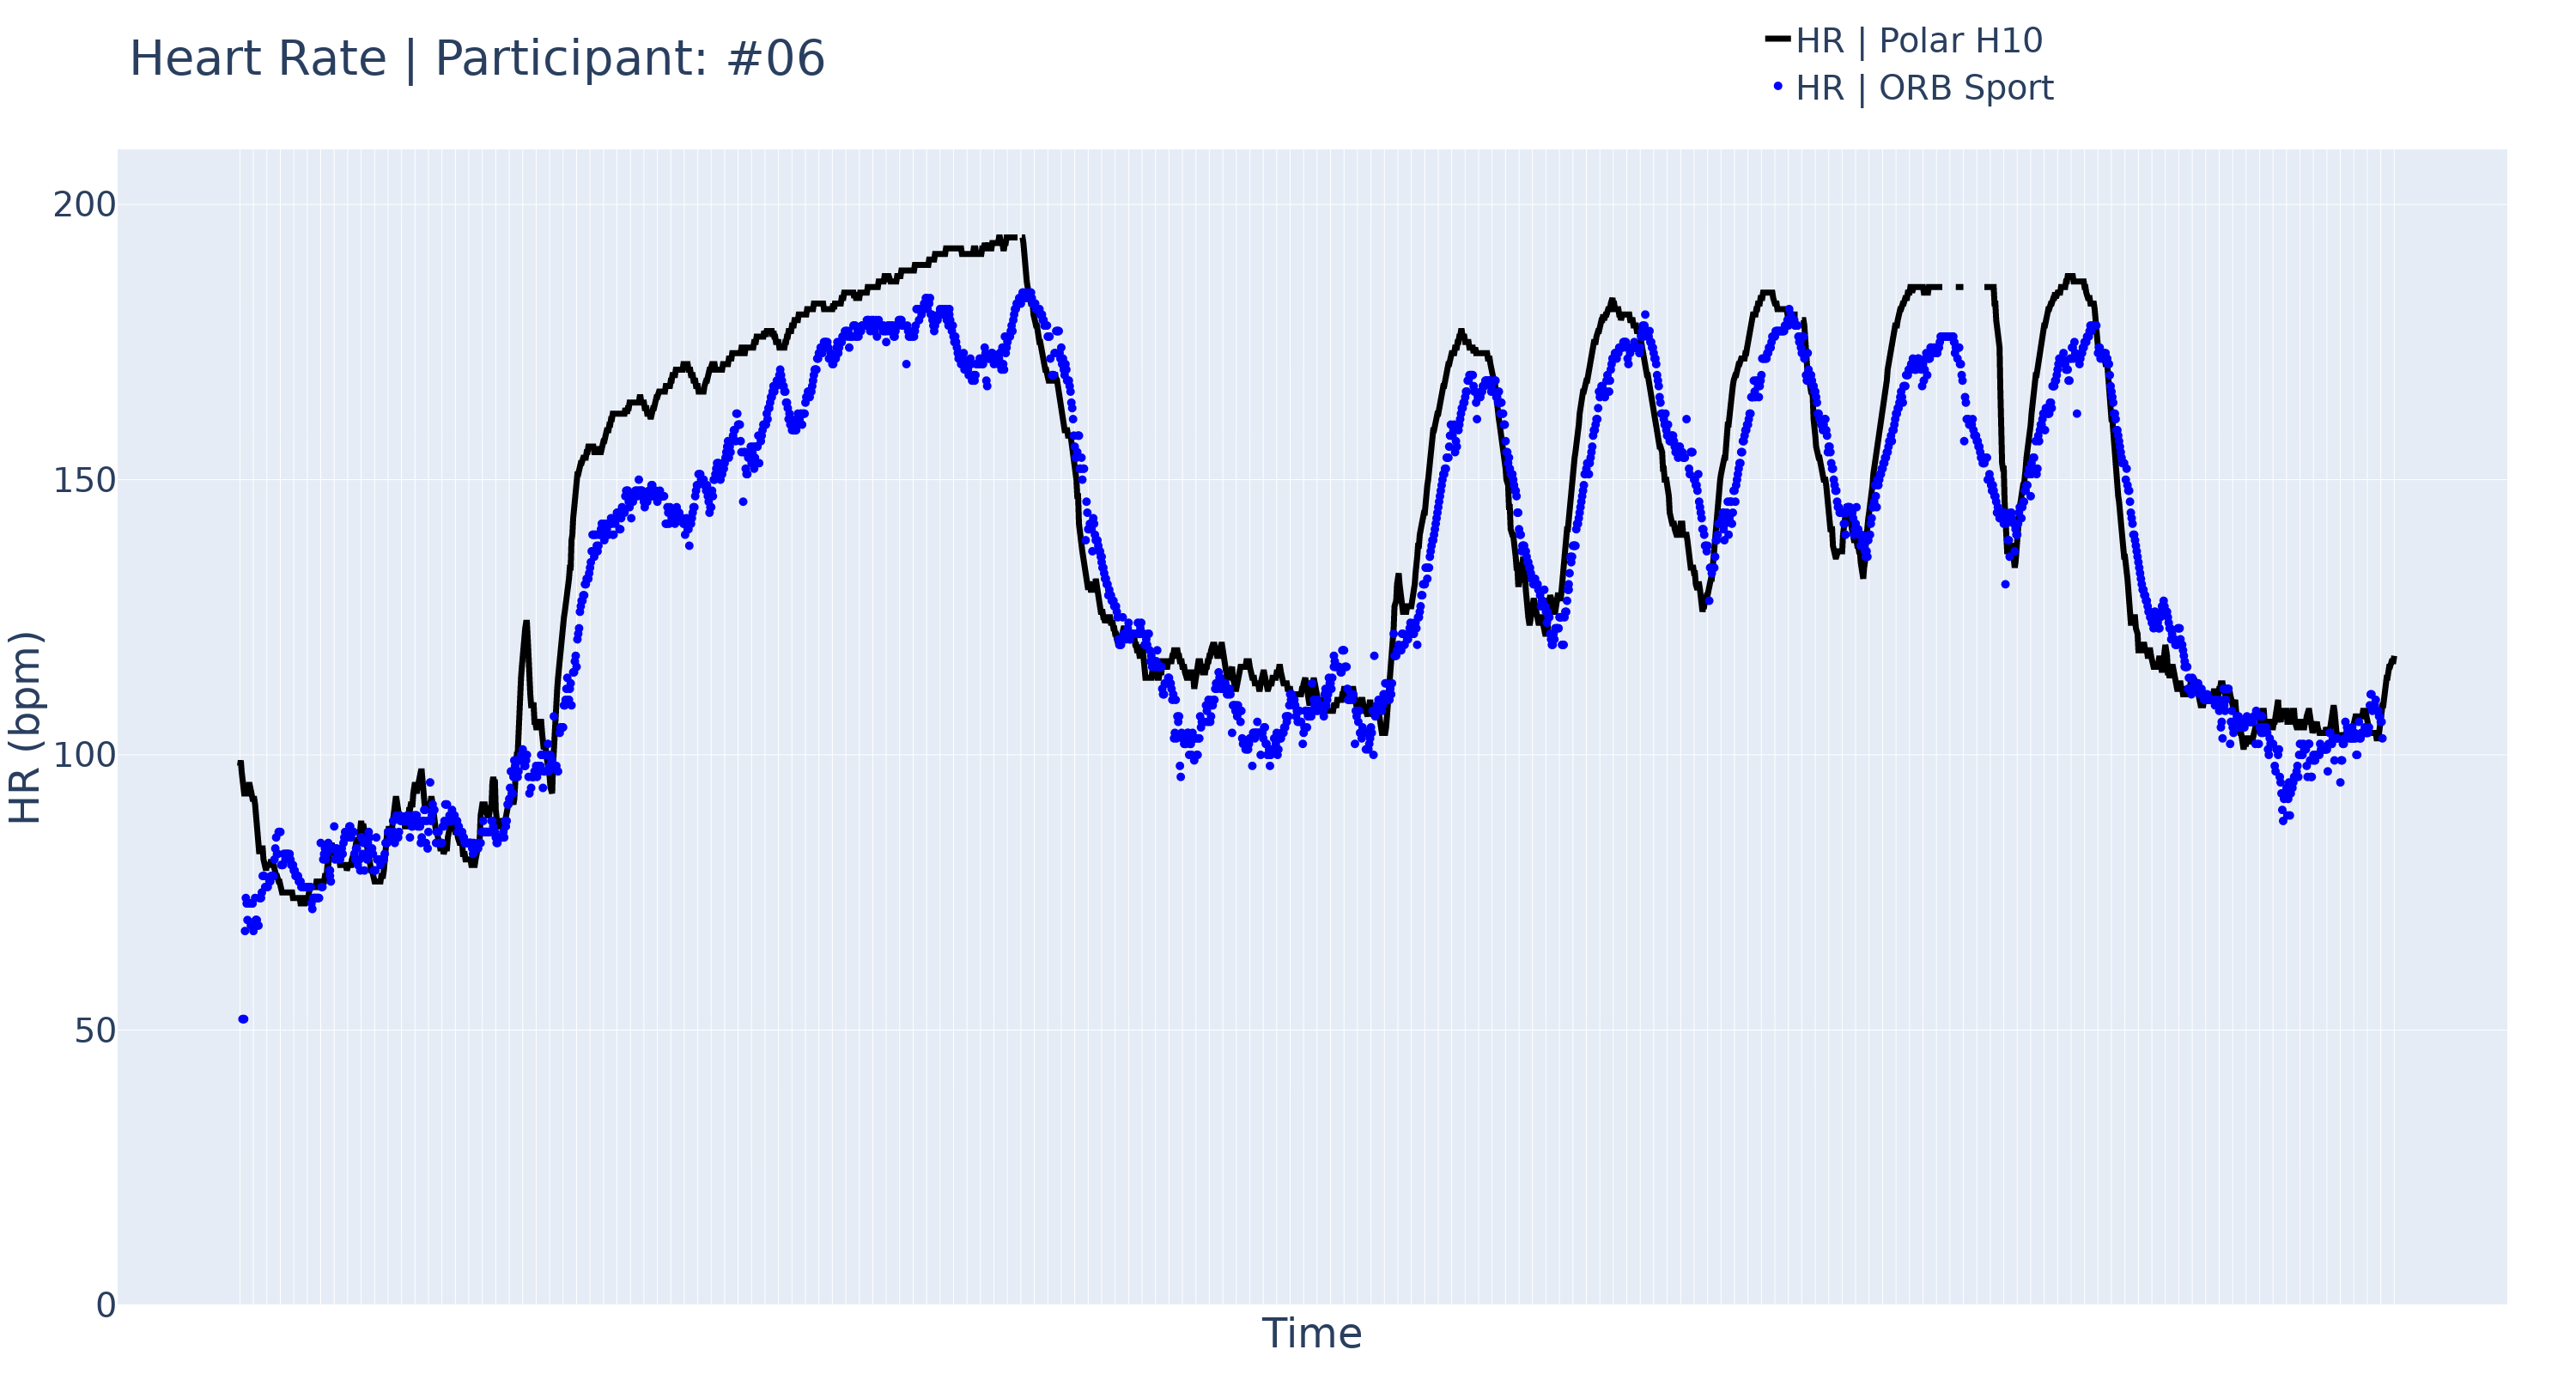 Heart Rate | Participant: #06
HR | Polar H10
HR | ORB Sport
200
150
100
50
0
HR (bpm)
Time